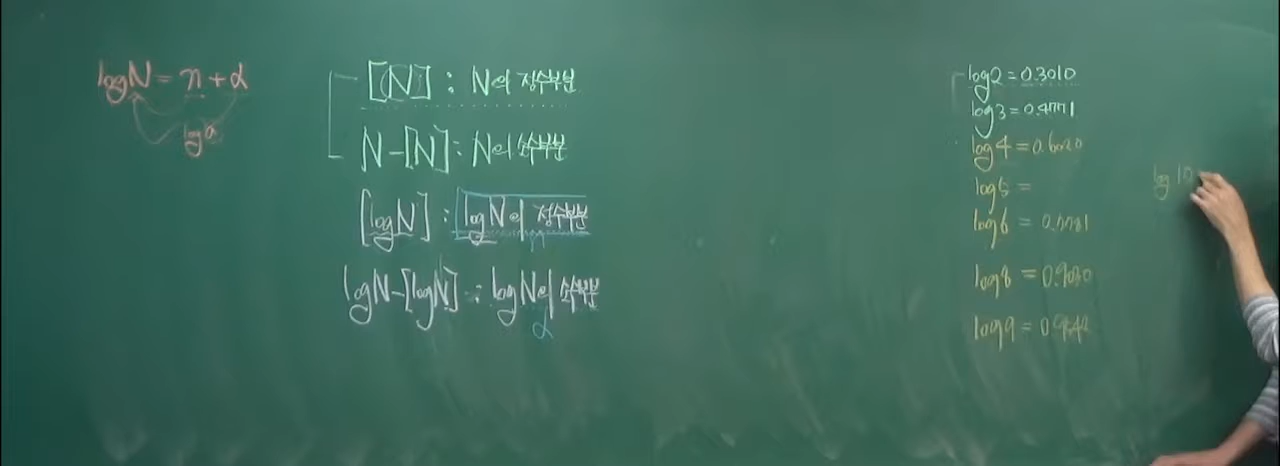 logN = n + α
log a
[N] : N의 정수부분
N-[N] : N의 소수부분
[logN] : logN의 정수부분
n
logN-[logN] : logN의 소수부분
α
log2 = 0.3010
log3 = 0.4771
log4 = 0.6020
log5 =
log6 = 0.7781
log8 = 0.9030
log9 = 0.9542
log 10